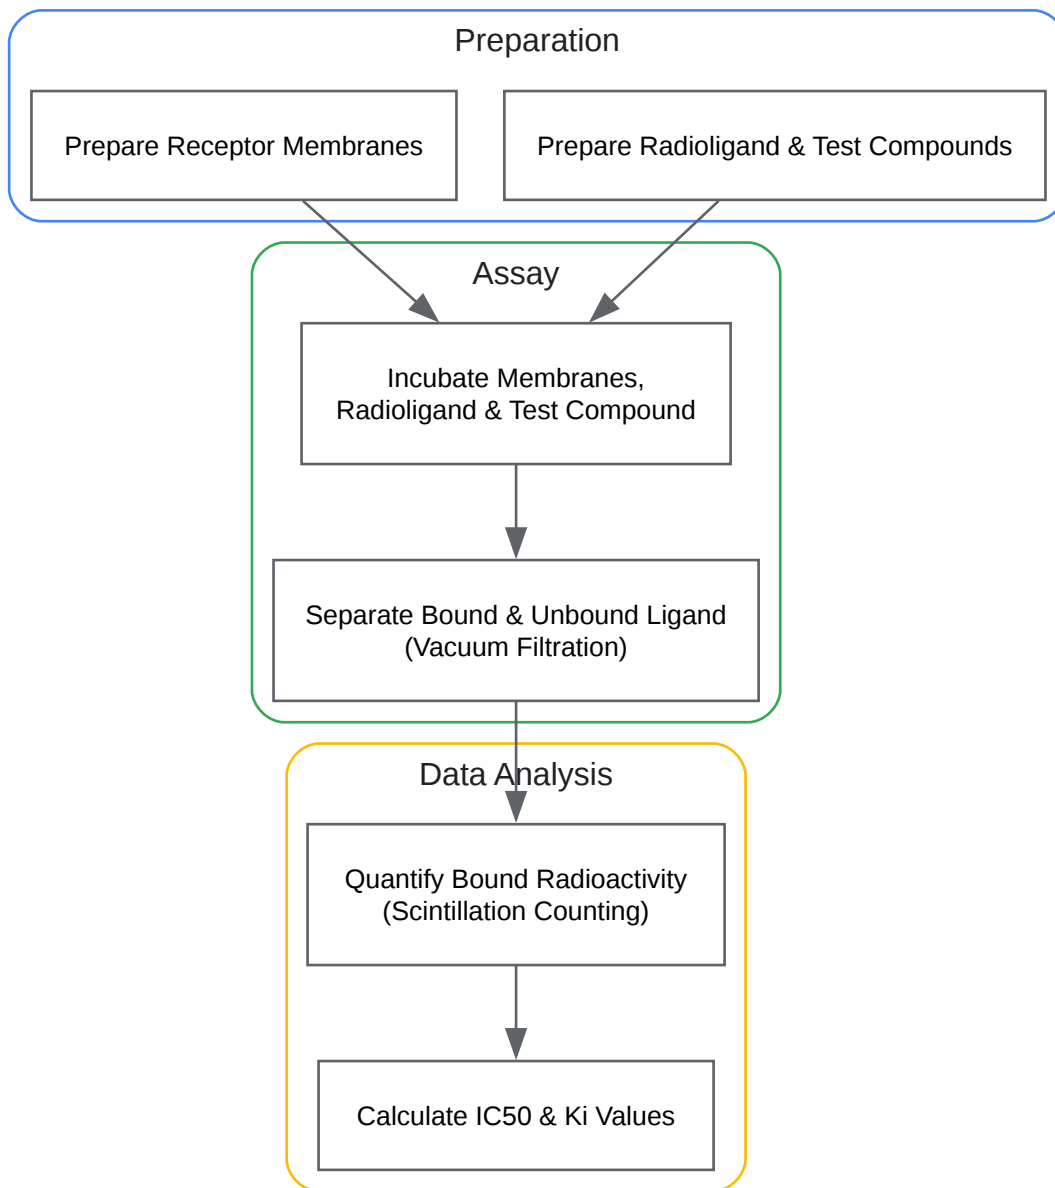 Preparation
Prepare Receptor Membranes
Prepare Radioligand & Test Compounds
Assay
Incubate Membranes,
Radioligand & Test Compound
Separate Bound & Unbound Ligand
(Vacuum Filtration)
Data Analysis
Quantify Bound Radioactivity
(Scintillation Counting)
Calculate IC50 & Ki Values